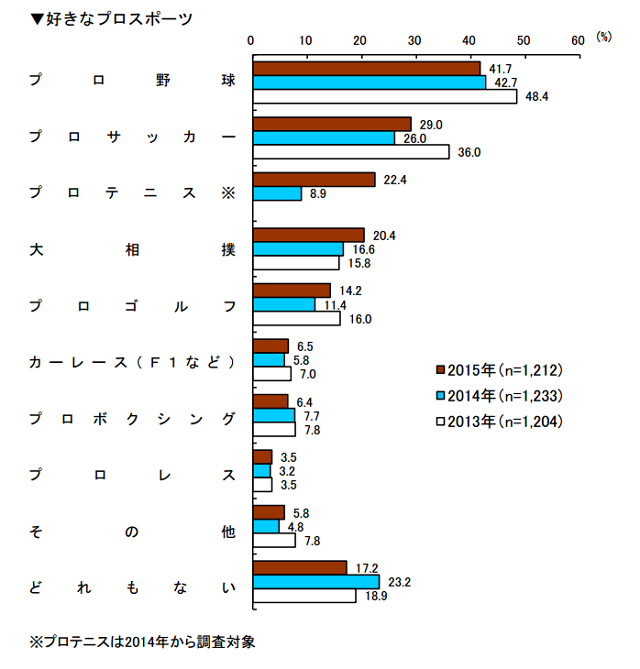 ▼好きなプロスポーツ
0 10 20 30 40 50 60 (%)
プロ野球 41.7
42.7
48.4
プロサッカー 29.0
26.0
36.0
プロテニス※ 22.4
8.9
大相撲 20.4
16.6
15.8
プロゴルフ 14.2
11.4
16.0
カーレース(F1など) 6.5
5.8
7.0
プロボクシング 6.4
7.7
7.8
プロレス 3.5
3.2
3.5
その他 5.8
4.8
7.8
どれもない 17.2
23.2
18.9
2015年(n=1,212)
2014年(n=1,233)
2013年(n=1,204)
※プロテニスは2014年から調査対象